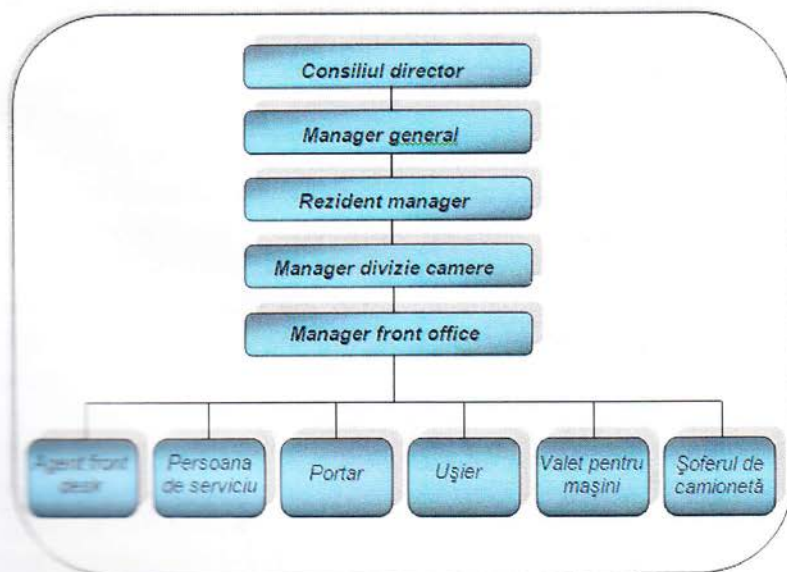 Consiliul director
Manager general
Rezident manager
Manager divizie camere
Manager front office
Agent front
desk
Persoana
de serviciu
Portar
Uşier
Valet pentru
maşini
Şoferul de
camionetă